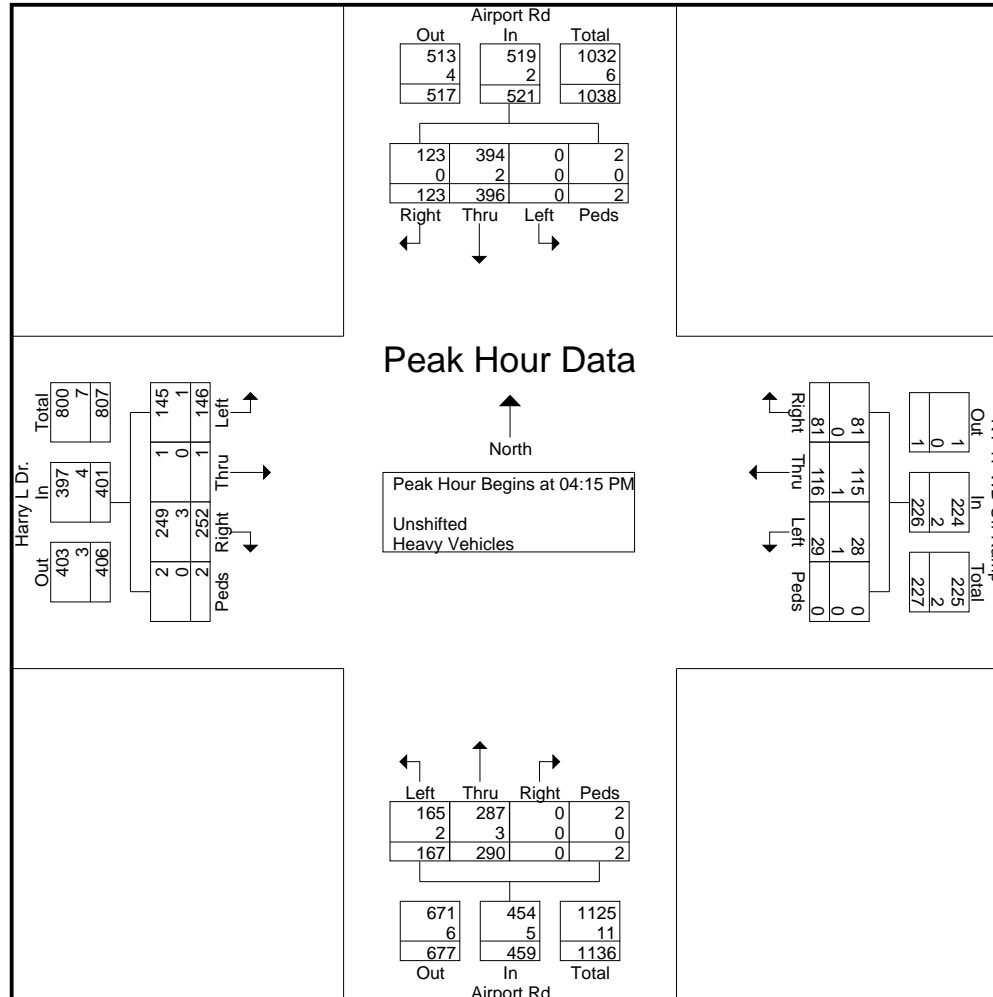 Airport Rd
Out In Total
513 519 1032
4 2 6
517 521 1038
123 394 0 2
0 2 0 0
123 396 0 2
Right Thru Left Peds
Peak Hour Data
North
Peak Hour Begins at 04:15 PM
Unshifted
Heavy Vehicles
Harry L Dr.
Out In Total
403 397 800
3 4 7
406 401 807
Peds Right Thru Left
2 249 1 145
0 3 0 1
2 252 1 146
Out In Total
1 224 225
0 2 2
1 226 227
81 115 28 0
0 1 1 0
81 116 29 0
Right Thru Left Peds
Left Thru Right Peds
165 287 0 2
2 3 0 0
167 290 0 2
671 454 1125
6 5 11
677 459 1136
Out In Total
Airport Rd